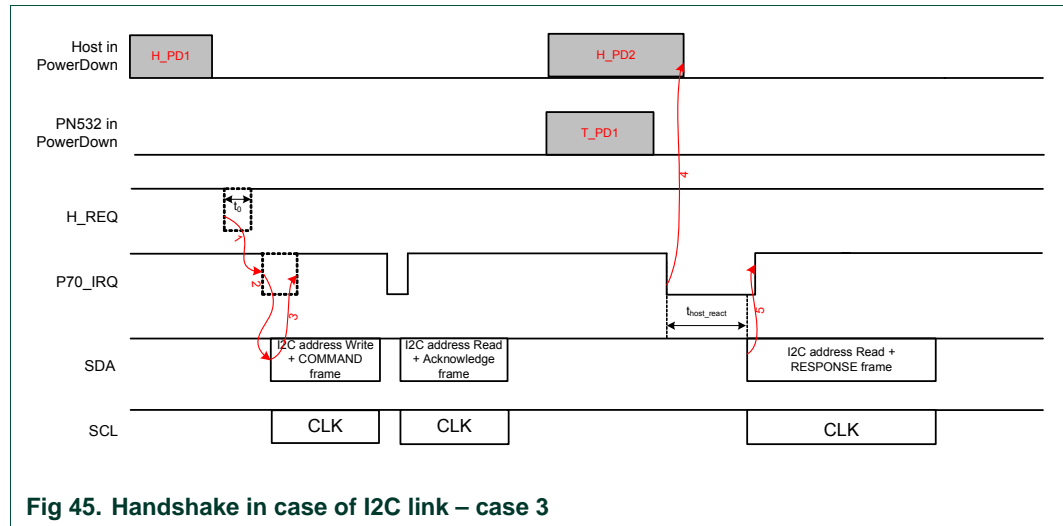 Host in
PowerDown
H_PD1
H_PD2
PN532 in
PowerDown
T_PD1
4
H_REQ
t0
1
P70_IRQ
2
3
thost_react
5
SDA
I2C address Write
+ COMMAND
frame
I2C address Read
+ Acknowledge
frame
I2C address Read +
RESPONSE frame
SCL
CLK
CLK
CLK
Fig 45. Handshake in case of I2C link – case 3